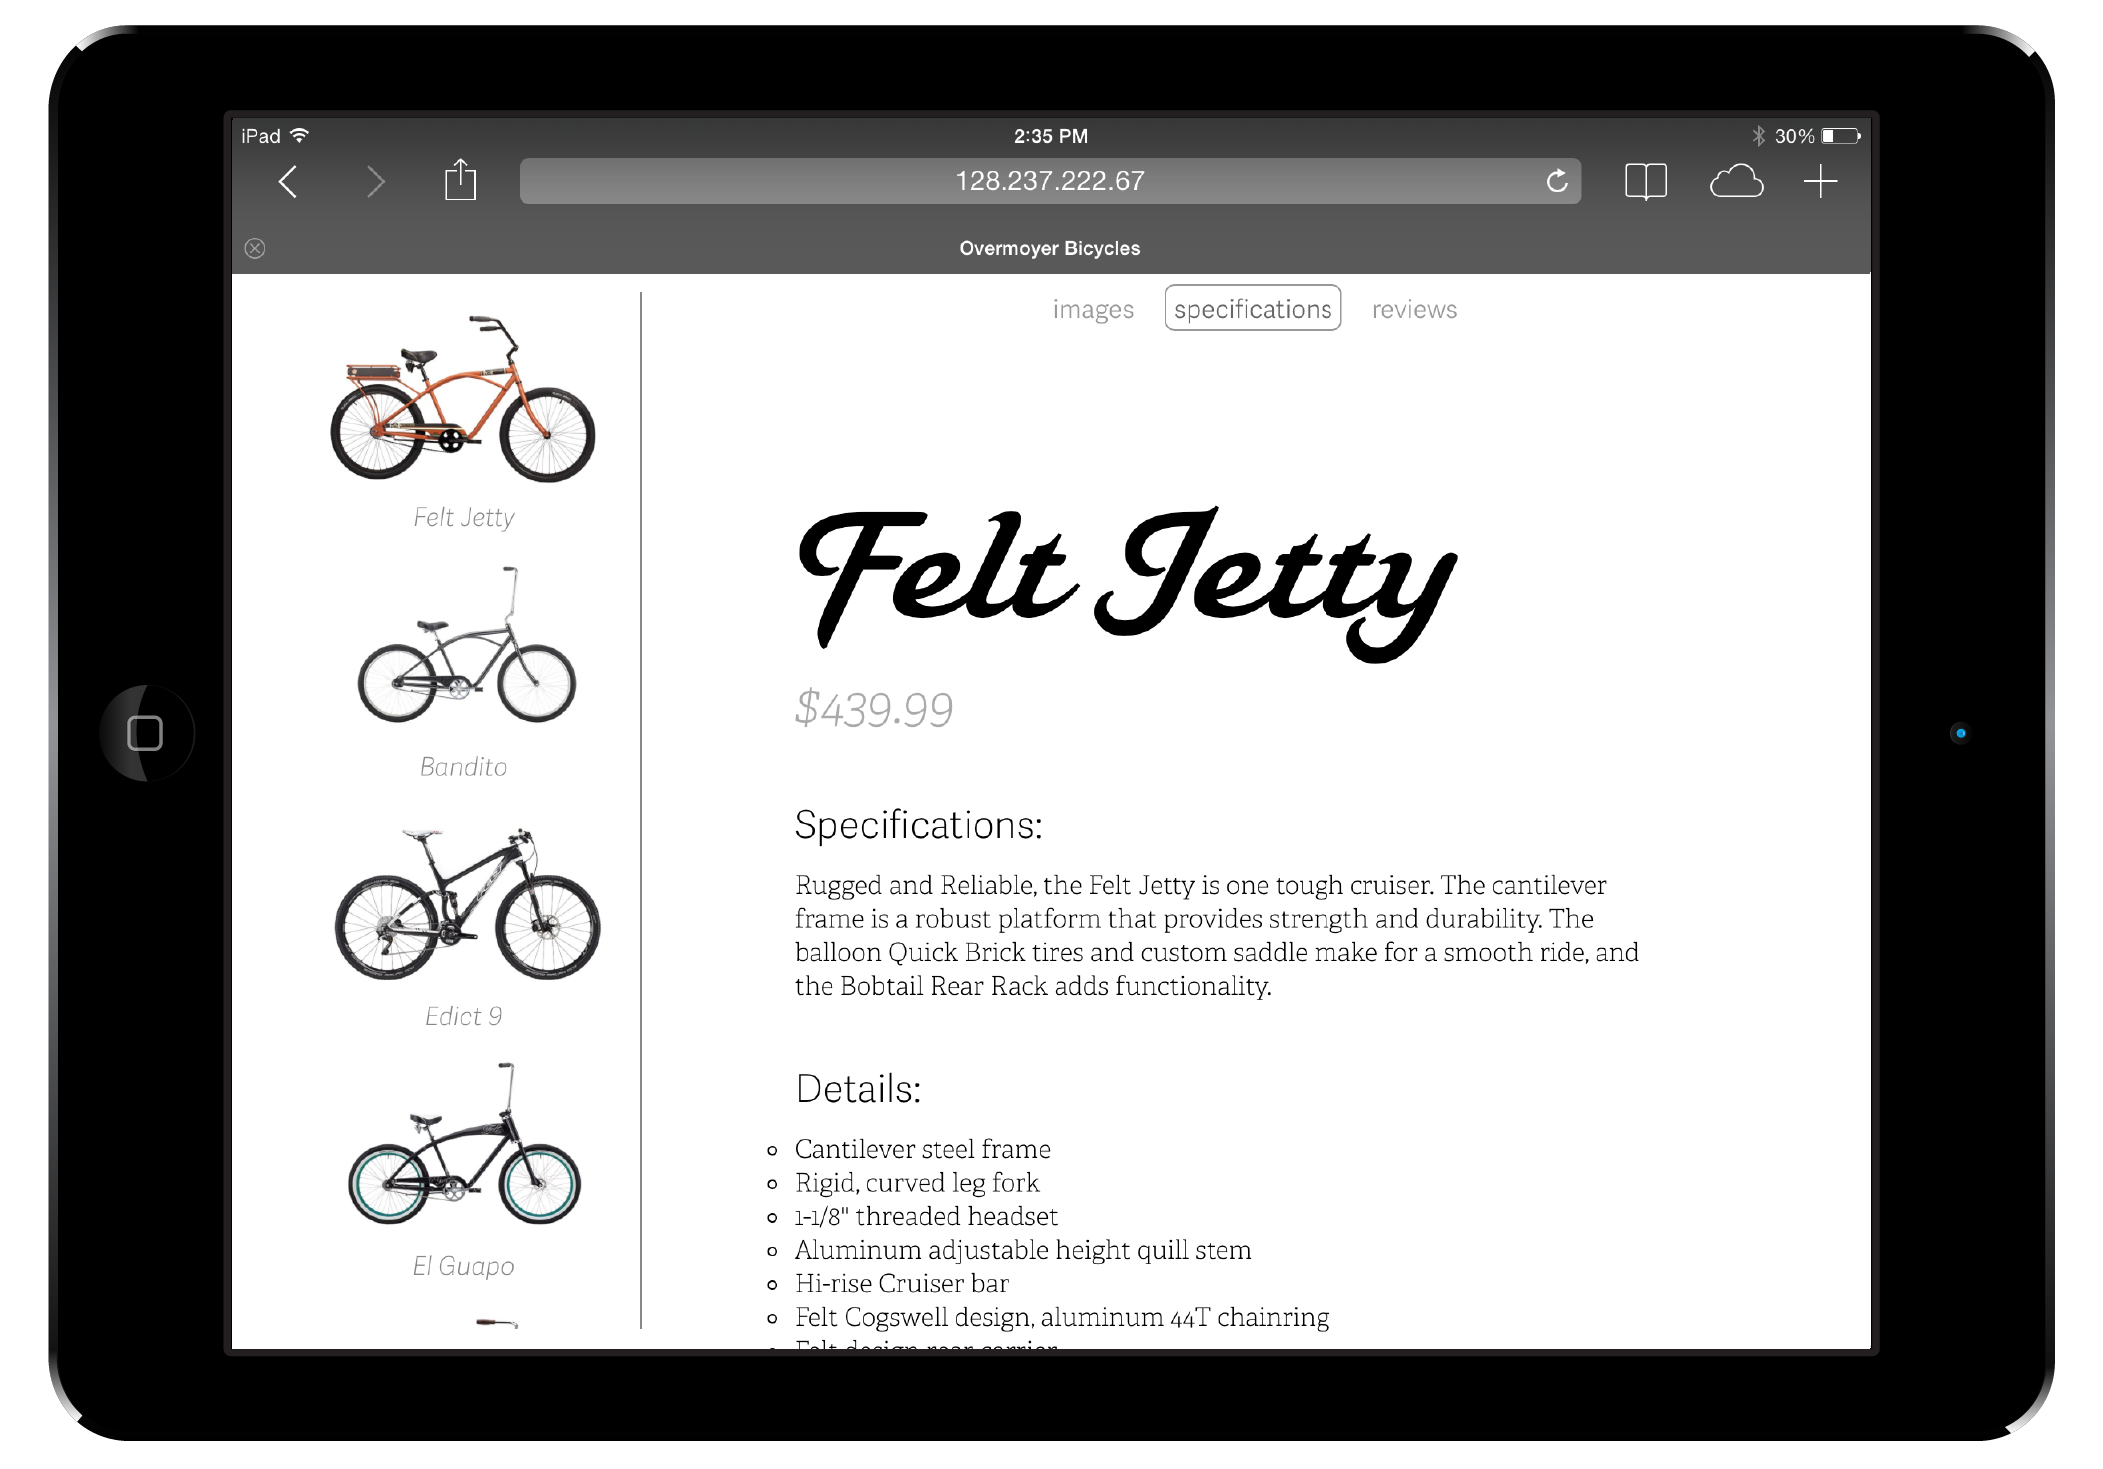 iPad
2:35 PM
30%
128.237.222.67
Overmoyer Bicycles
images specifications reviews
Felt Jetty
Bandito
Edict 9
El Guapo
Felt Jetty
$439.99
Specifications:
Rugged and Reliable, the Felt Jetty is one tough cruiser. The cantilever
frame is a robust platform that provides strength and durability. The
balloon Quick Brick tires and custom saddle make for a smooth ride, and
the Bobtail Rear Rack adds functionality.
Details:
Cantilever steel frame
Rigid, curved leg fork
1-1/8" threaded headset
Aluminum adjustable height quill stem
Hi-rise Cruiser bar
Felt Cogswell design, aluminum 44T chainring
Felt design rear carrier